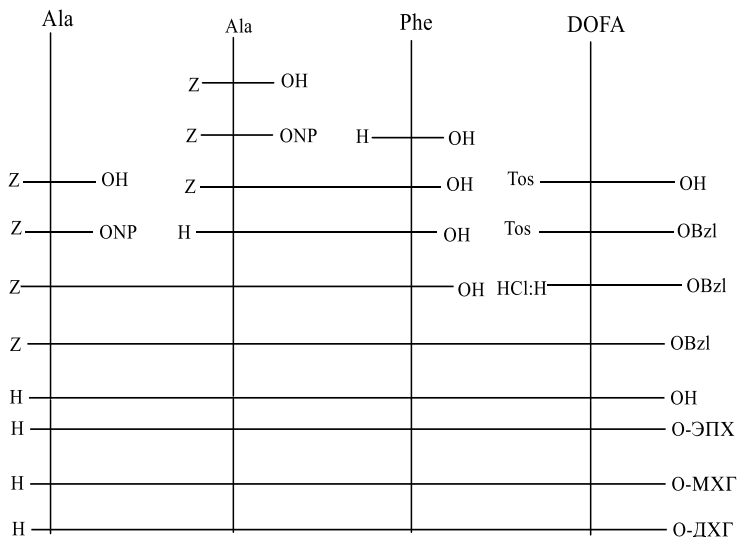 Ala Ala Phe DOFA
Z OH
Z ONP H OH
Z OH Z OH Tos OH
Z ONP H OH Tos OBzl
Z OH HCl:H OBzl
Z OBzl
H OH
H О-ЭПХ
H О-МХГ
H О-ДХГ